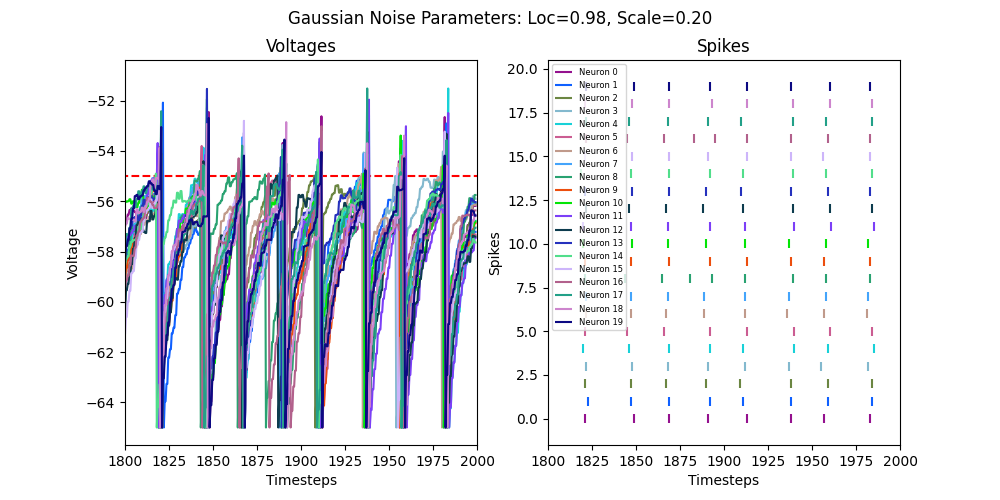 Gaussian Noise Parameters: Loc=0.98, Scale=0.20
Voltages
Voltage
−52
−54
−56
−58
−60
−62
−64
1800
1825
1850
1875
1900
1925
1950
1975
2000
Timesteps
Spikes
Spikes
20.0
17.5
15.0
12.5
10.0
7.5
5.0
2.5
0.0
Neuron 0
Neuron 1
Neuron 2
Neuron 3
Neuron 4
Neuron 5
Neuron 6
Neuron 7
Neuron 8
Neuron 9
Neuron 10
Neuron 11
Neuron 12
Neuron 13
Neuron 14
Neuron 15
Neuron 16
Neuron 17
Neuron 18
Neuron 19
1800
1825
1850
1875
1900
1925
1950
1975
2000
Timesteps